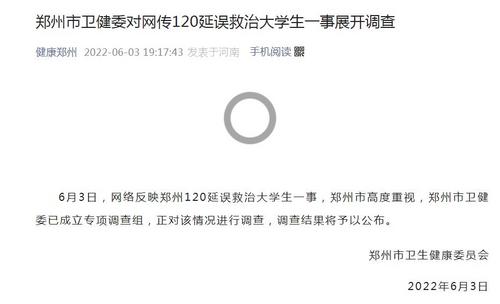 郑州市卫健委对网传120延误救治大学生一事展开调查
健康郑州 2022-06-03 19:17:43 发表于河南 手机阅读
6月3日，网络反映郑州120延误救治大学生一事，郑州市高度重视，郑州市卫健
委已成立专项调查组，正对该情况进行调查，调查结果将予以公布。
郑州市卫生健康委员会
2022年6月3日